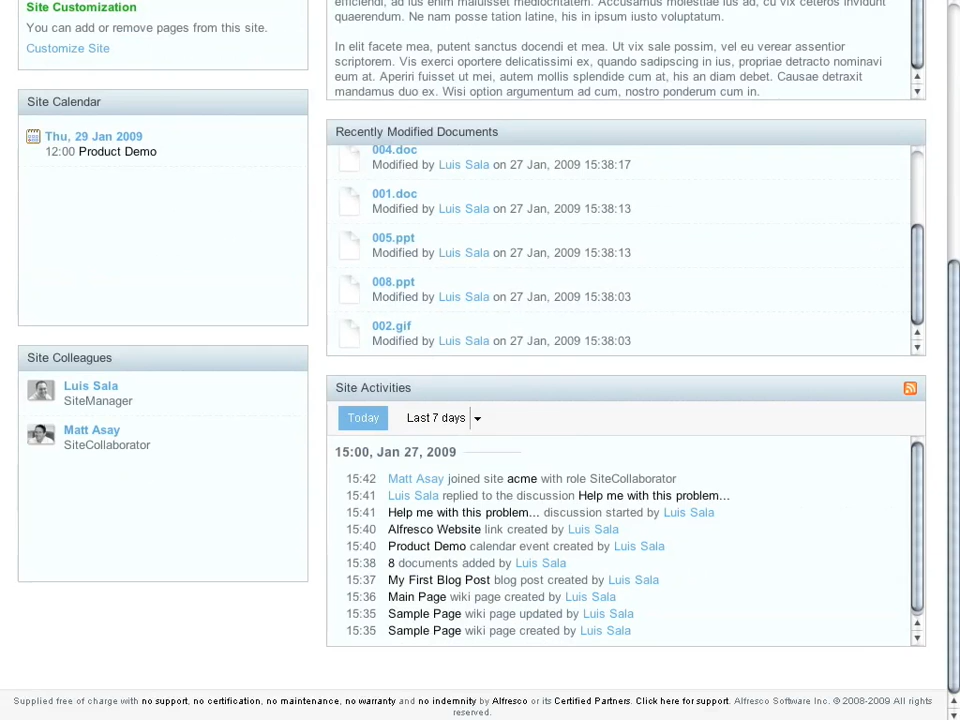 Site Customization
You can add or remove pages from this site.
Customize Site
Site Calendar
Thu, 29 Jan 2009
12:00 Product Demo
Site Colleagues
Luis Sala
SiteManager
Matt Asay
SiteCollaborator
efficiendi, ad ius enim maluisset mediocritatem. Accusamus molestiae ius ad, cu vix ceteros invidunt
quaerendum. Ne nam posse tation latine, his in ipsum iusto voluptatum.
In elit facete mea, putent sanctus docendi et mea. Ut vix sale possim, vel eu verear assentior
scriptorem. Vis exerci oportere delicatissimi ex, quando sadipscing in ius, propriae detracto nominavi
eum at. Aperiri fuisset ut mei, autem mollis splendide cum at, his an diam debet. Causae detraxit
mandamus duo ex. Wisi option argumentum ad cum, nostro ponderum cum in.
Recently Modified Documents
004.doc
Modified by Luis Sala on 27 Jan, 2009 15:38:17
001.doc
Modified by Luis Sala on 27 Jan, 2009 15:38:13
005.ppt
Modified by Luis Sala on 27 Jan, 2009 15:38:13
008.ppt
Modified by Luis Sala on 27 Jan, 2009 15:38:03
002.gif
Modified by Luis Sala on 27 Jan, 2009 15:38:03
Site Activities
Today Last 7 days
15:00, Jan 27, 2009
15:42 Matt Asay joined site acme with role SiteCollaborator
15:41 Luis Sala replied to the discussion Help me with this problem...
15:41 Help me with this problem... discussion started by Luis Sala
15:40 Alfresco Website link created by Luis Sala
15:40 Product Demo calendar event created by Luis Sala
15:38 8 documents added by Luis Sala
15:37 My First Blog Post blog post created by Luis Sala
15:36 Main Page wiki page created by Luis Sala
15:35 Sample Page wiki page updated by Luis Sala
15:35 Sample Page wiki page created by Luis Sala
Supplied free of charge with no support, no certification, no maintenance, no warranty and no indemnity by Alfresco or its Certified Partners. Click here for support. Alfresco Software Inc. © 2008-2009 All rights
reserved.